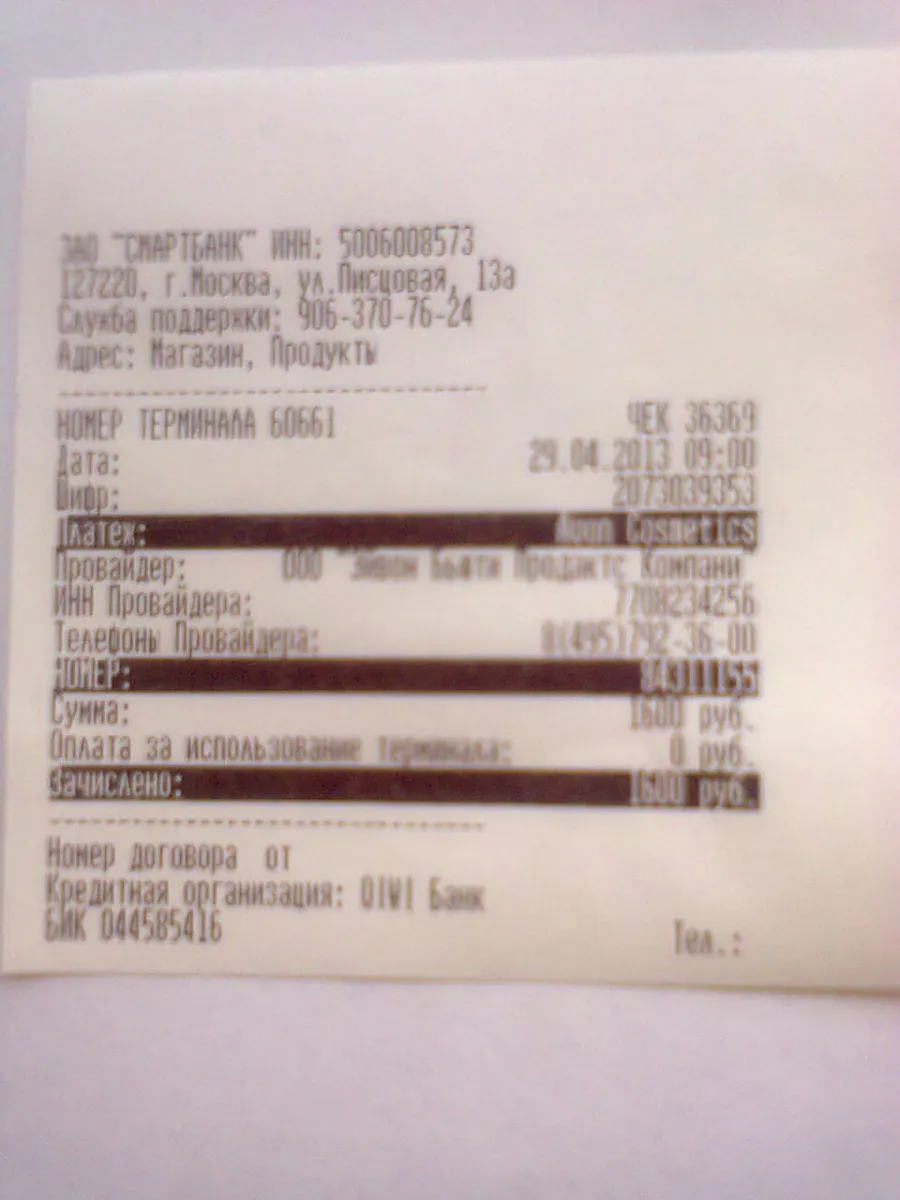 ЗАО "СМАРТБАНК" ИНН: 5006008573
127220, г.Москва, ул.Писцовая, 13а
Служба поддержки: 906-370-76-24
Адрес: Магазин, Продукты
НОМЕР ТЕРМИНАЛА 60661 ЧЕК 36369
Дата: 29.04.2013 09:00
Шифр: 2073039353
Платеж: Avon Cosmetics
Провайдер: ООО "Эйвон Бьюти Продактс Компани"
ИНН Провайдера: 7708234256
Телефоны Провайдера: 8(495)792-36-00
НОМЕР: 84311155
Сумма: 1600 руб.
Оплата за использование терминала: 0 руб.
Зачислено: 1600 руб.
Номер договора от
Кредитная организация: QIWI Банк
БИК 044585416 Тел.: